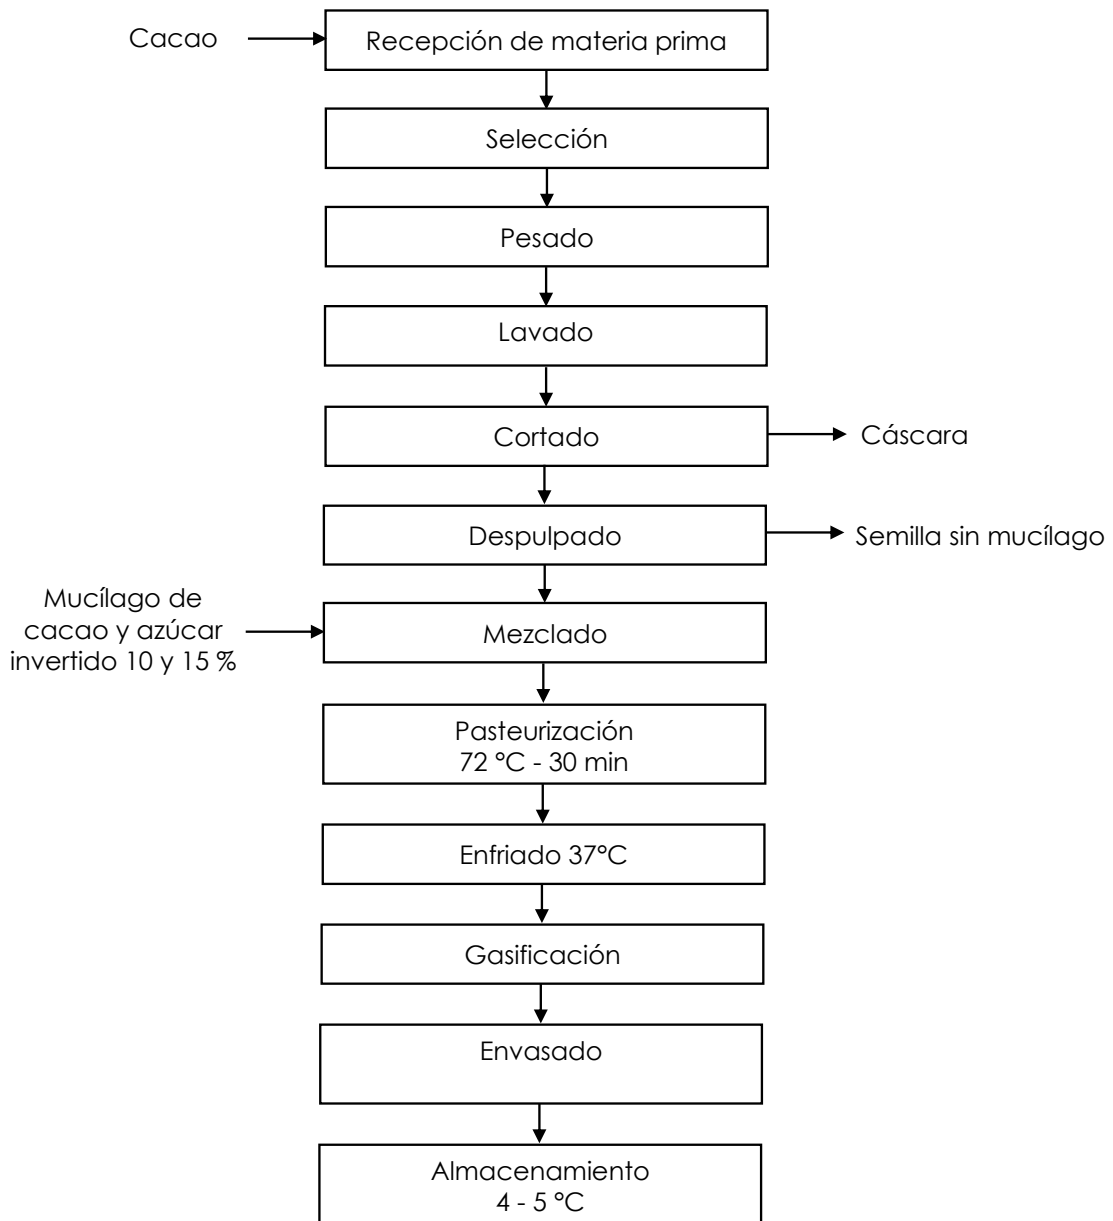 Cacao
Recepción de materia prima
Selección
Pesado
Lavado
Cortado
Cáscara
Despulpado
Semilla sin mucílago
Mucílago de
cacao y azúcar
invertido 10 y 15 %
Mezclado
Pasteurización
72 °C - 30 min
Enfriado 37°C
Gasificación
Envasado
Almacenamiento
4 - 5 °C